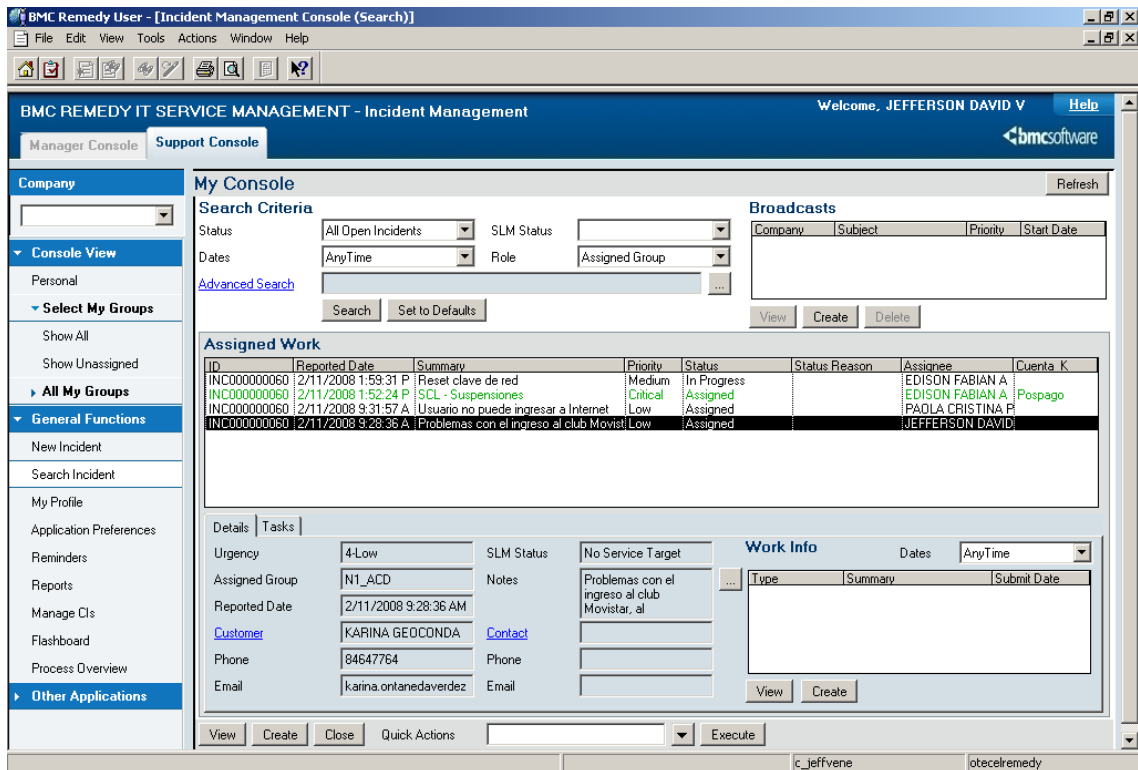 BMC Remedy User - [Incident Management Console (Search)]
File Edit View Tools Actions Window Help
BMC REMEDY IT SERVICE MANAGEMENT - Incident Management
Welcome, JEFFERSON DAVID V
Help
Manager Console
Support Console
bmcsoftware
Company
My Console
Refresh
Search Criteria
Broadcasts
Status
All Open Incidents
SLM Status
Company Subject Priority Start Date
Console View
Dates
AnyTime
Role
Assigned Group
Personal
Advanced Search
...
Select My Groups
Search
Set to Defaults
View
Create
Delete
Show All
Assigned Work
Show Unassigned
ID Reported Date Summary Priority Status Status Reason Assignee Cuenta K
INC000000060 2/11/2008 1:59:31 P Reset clave de red Medium In Progress EDISON FABIAN A
INC000000060 2/11/2008 1:52:24 P SCL - Suspensiones Critical Assigned EDISON FABIAN A Pospago
INC000000060 2/11/2008 9:31:57 A Usuario no puede ingresar a Internet Low Assigned PAOLA CRISTINA P
INC000000060 2/11/2008 9:28:36 A Problemas con el ingreso al club Movist Low Assigned JEFFERSON DAVID
All My Groups
General Functions
New Incident
Search Incident
My Profile
Application Preferences
Reminders
Reports
Manage CIs
Flashboard
Process Overview
Other Applications
Details
Tasks
Urgency
4-Low
SLM Status
No Service Target
Work Info
Dates
AnyTime
Assigned Group
N1_ACD
Notes
Problemas con el
ingreso al club
Movistar, al
...
Type Summary Submit Date
Reported Date
2/11/2008 9:28:36 AM
Customer
KARINA GEOCONDA
Contact
Phone
84647764
Phone
Email
karina.ontanedaverdez
Email
View
Create
View
Create
Close
Quick Actions
Execute
c_jeffvene
otecelremedy